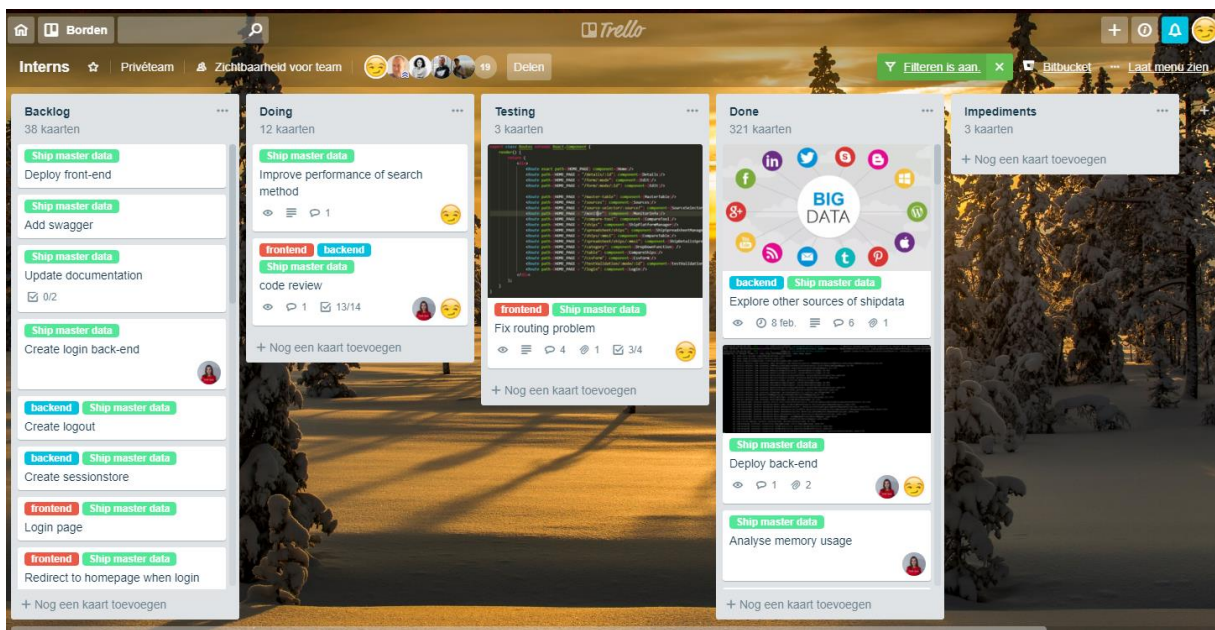 Borden
Trello
Interns
Privéteam
Zichtbaarheid voor team
19
Delen
Filteren is aan.
Bitbucket
Laat menu zien
Backlog
38 kaarten
Ship master data
Deploy front-end
Ship master data
Add swagger
Ship master data
Update documentation
0/2
Ship master data
Create login back-end
backend Ship master data
Create logout
backend Ship master data
Create sessionstore
frontend Ship master data
Login page
frontend Ship master data
Redirect to homepage when login
+ Nog een kaart toevoegen
Doing
12 kaarten
Ship master data
Improve performance of search
method
1
frontend backend
Ship master data
code review
1 13/14
+ Nog een kaart toevoegen
Testing
3 kaarten
frontend Ship master data
Fix routing problem
4 1 3/4
+ Nog een kaart toevoegen
Done
321 kaarten
BIG
DATA
backend Ship master data
Explore other sources of shipdata
8 feb. 6 1
Ship master data
Deploy back-end
1 2
Ship master data
Analyse memory usage
+ Nog een kaart toevoegen
Impediments
3 kaarten
+ Nog een kaart toevoegen